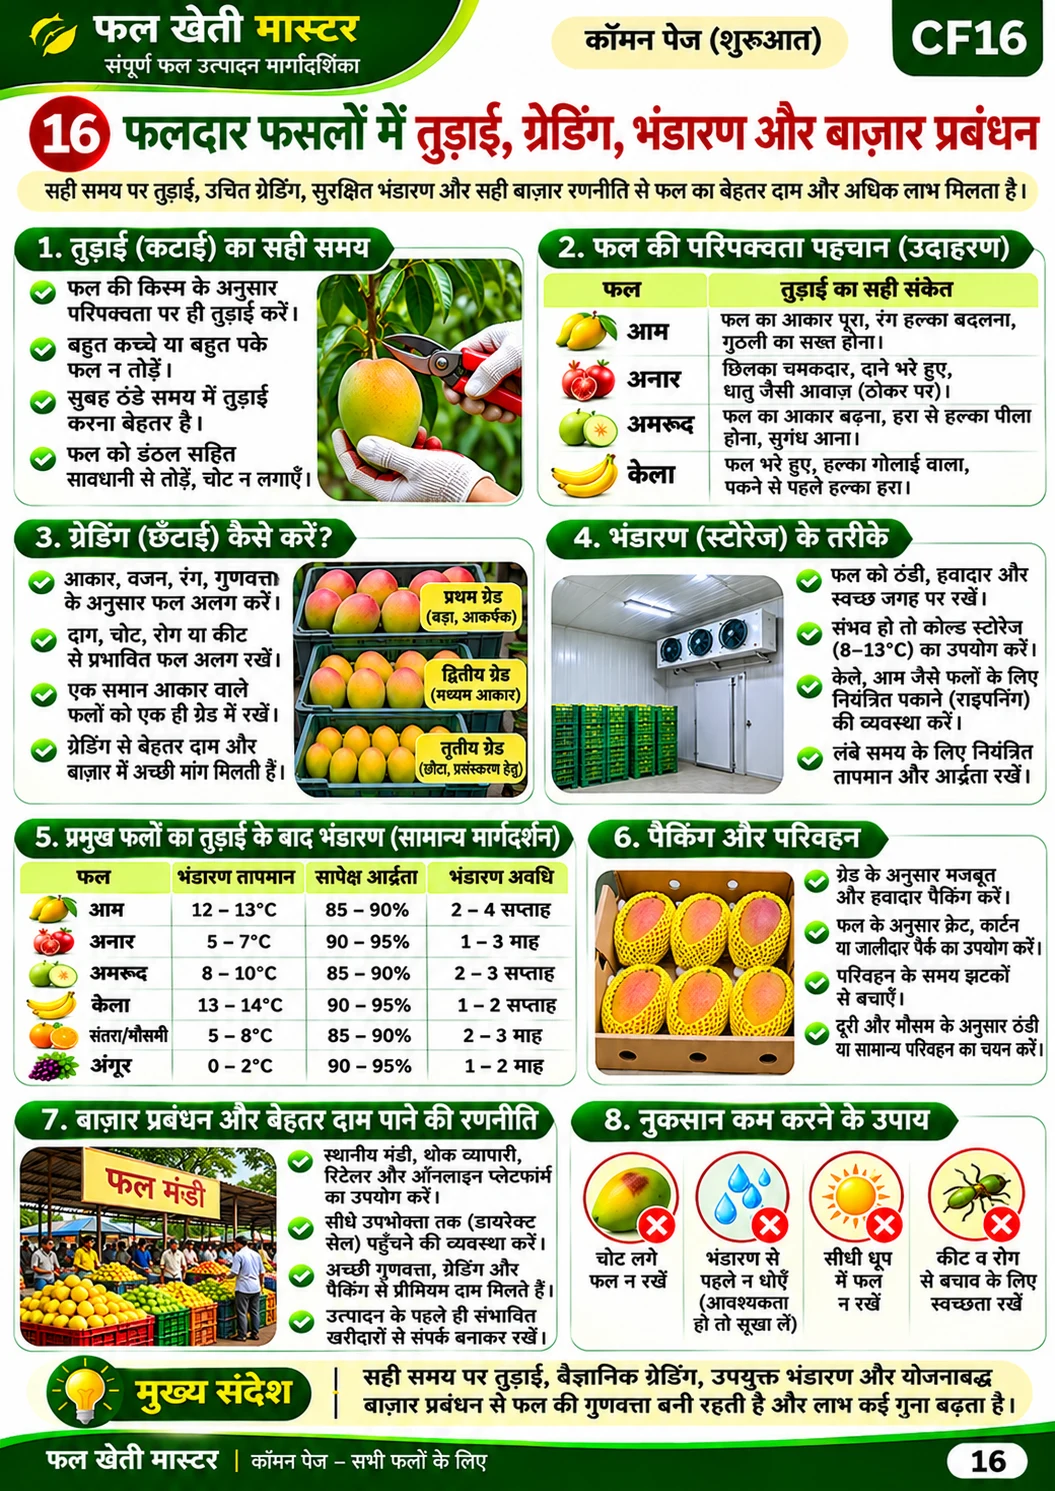 फल खेती मास्टर
संपूर्ण फल उत्पादन मार्गदर्शिका
कॉमन पेज (शुरुआत)
CF16
16 फलदार फसलों में तुड़ाई, ग्रेडिंग, भंडारण और बाज़ार प्रबंधन
सही समय पर तुड़ाई, उचित ग्रेडिंग, सुरक्षित भंडारण और सही बाज़ार रणनीति से फल का बेहतर दाम और अधिक लाभ मिलता है।
1. तुड़ाई (कटाई) का सही समय
फल की किस्म के अनुसार
परिपक्वता पर ही तुड़ाई करें।
बहुत कच्चे या बहुत पके
फल न तोड़ें।
सुबह ठंडे समय में तुड़ाई
करना बेहतर है।
फल को डंठल सहित
सावधानी से तोड़ें, चोट न लगाएँ।
2. फल की परिपक्वता पहचान (उदाहरण)
फल तुड़ाई का सही संकेत
आम फल का आकार पूरा, रंग हल्का बदलना,
गुठली का सख्त होना।
अनार छिलका चमकदार, दाने भरे हुए,
धातु जैसी आवाज़ (ठोकर पर)।
अमरूद फल का आकार बढ़ना, हरा से हल्का पीला
होना, सुगंध आना।
केला फल भरे हुए, हल्का गोलाई वाला,
पकने से पहले हल्का हरा।
3. ग्रेडिंग (छँटाई) कैसे करें?
आकार, वजन, रंग, गुणवत्ता
के अनुसार फल अलग करें।
दाग, चोट, रोग या कीट
से प्रभावित फल अलग रखें।
एक समान आकार वाले
फलों को एक ही ग्रेड में रखें।
ग्रेडिंग से बेहतर दाम और
बाज़ार में अच्छी मांग मिलती हैं।
प्रथम ग्रेड
(बड़ा, आकर्षक)
द्वितीय ग्रेड
(मध्यम आकार)
तृतीय ग्रेड
(छोटा, प्रसंस्करण हेतु)
4. भंडारण (स्टोरेज) के तरीके
फल को ठंडी, हवादार और
स्वच्छ जगह पर रखें।
संभव हो तो कोल्ड स्टोरेज
(8–13°C) का उपयोग करें।
केले, आम जैसे फलों के लिए
नियंत्रित पकाने (राइपनिंग)
की व्यवस्था करें।
लंबे समय के लिए नियंत्रित
तापमान और आर्द्रता रखें।
5. प्रमुख फलों का तुड़ाई के बाद भंडारण (सामान्य मार्गदर्शन)
फल भंडारण तापमान सापेक्ष आर्द्रता भंडारण अवधि
आम 12 – 13°C 85 – 90% 2 – 4 सप्ताह
अनार 5 – 7°C 90 – 95% 1 – 3 माह
अमरूद 8 – 10°C 85 – 90% 2 – 3 सप्ताह
केला 13 – 14°C 90 – 95% 1 – 2 सप्ताह
संतरा/मौसमी 5 – 8°C 85 – 90% 2 – 3 माह
अंगूर 0 – 2°C 90 – 95% 1 – 2 माह
6. पैकिंग और परिवहन
ग्रेड के अनुसार मजबूत
और हवादार पैकिंग करें।
फल के अनुसार क्रेट, कार्टन
या जालीदार पैक का उपयोग करें।
परिवहन के समय झटकों
से बचाएँ।
दूरी और मौसम के अनुसार ठंडी
या सामान्य परिवहन का चयन करें।
7. बाज़ार प्रबंधन और बेहतर दाम पाने की रणनीति
फल मंडी
स्थानीय मंडी, थोक व्यापारी,
रिटेलर और ऑनलाइन प्लेटफार्म
का उपयोग करें।
सीधे उपभोक्ता तक (डायरेक्ट
सेल) पहुँचने की व्यवस्था करें।
अच्छी गुणवत्ता, ग्रेडिंग और
पैकिंग से प्रीमियम दाम मिलते हैं।
उत्पादन के पहले ही संभावित
खरीदारों से संपर्क बनाकर रखें।
8. नुकसान कम करने के उपाय
चोट लगे
फल न रखें
भंडारण से
पहले न धोएँ
(आवश्यकता
हो तो सूखा लें)
सीधी धूप
में फल
न रखें
कीट व रोग
से बचाव के लिए
स्वच्छता रखें
मुख्य संदेश
सही समय पर तुड़ाई, वैज्ञानिक ग्रेडिंग, उपयुक्त भंडारण और योजनाबद्ध
बाज़ार प्रबंधन से फल की गुणवत्ता बनी रहती है और लाभ कई गुना बढ़ता है।
फल खेती मास्टर | कॉमन पेज – सभी फलों के लिए
16